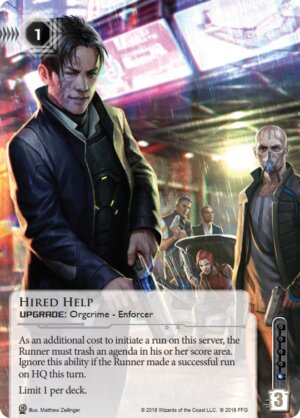 1
HIRED HELP
UPGRADE: Orgcrime - Enforcer
As an additional cost to initiate a run on this server, the
Runner must trash an agenda in his or her score area.
Ignore this ability if the Runner made a successful run
on HQ this turn.
Limit 1 per deck.
3
Illus. Matthew Zeilinger
© 2018 Wizards of the Coast LLC. © 2018 FFG